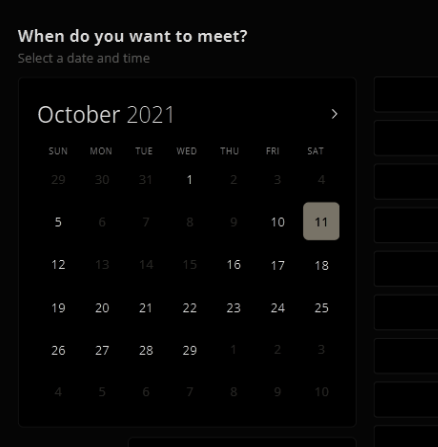 When do you want to meet?
Select a date and time
October 2021 >
SUN MON TUE WED THU FRI SAT
29 30 31 1 2 3 4
5 6 7 8 9 10 11
12 13 14 15 16 17 18
19 20 21 22 23 24 25
26 27 28 29 1 2 3
4 5 6 7 8 9 10